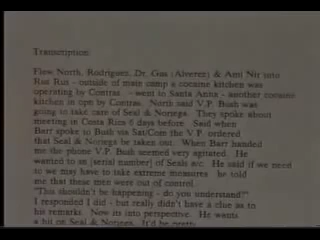 Transcription:
Flew North, Rodriguez, Dr. Gus (Alverez) & Ami Nir into
Ras Run - outside of main camp a cocaine kitchen was
operating by Contras. - went to Santa Anna - another cocaine
kitchen in opn by Contras. North said V.P. Bush was
going to take care of Seal & Noriega. They spoke about
meeting in Costa Rica 6 days before. Said when
Barr spoke to Bush via Sat/Com the V.P. ordered
that Seal & Noriega be taken out. When Barr handed
me the phone V.P. Bush seemed very agitated. He
wanted to an [serial number] of Seals a/c. He said if we need
to we may have to take extreme measures he told
me that these men were out of control.
"This shouldn't be happening - do you understand?"
I responded I did - but really didn't have a clue as to
his remarks. Now its into perspective. He wants
a hit on Seal & Noriega. It'd be